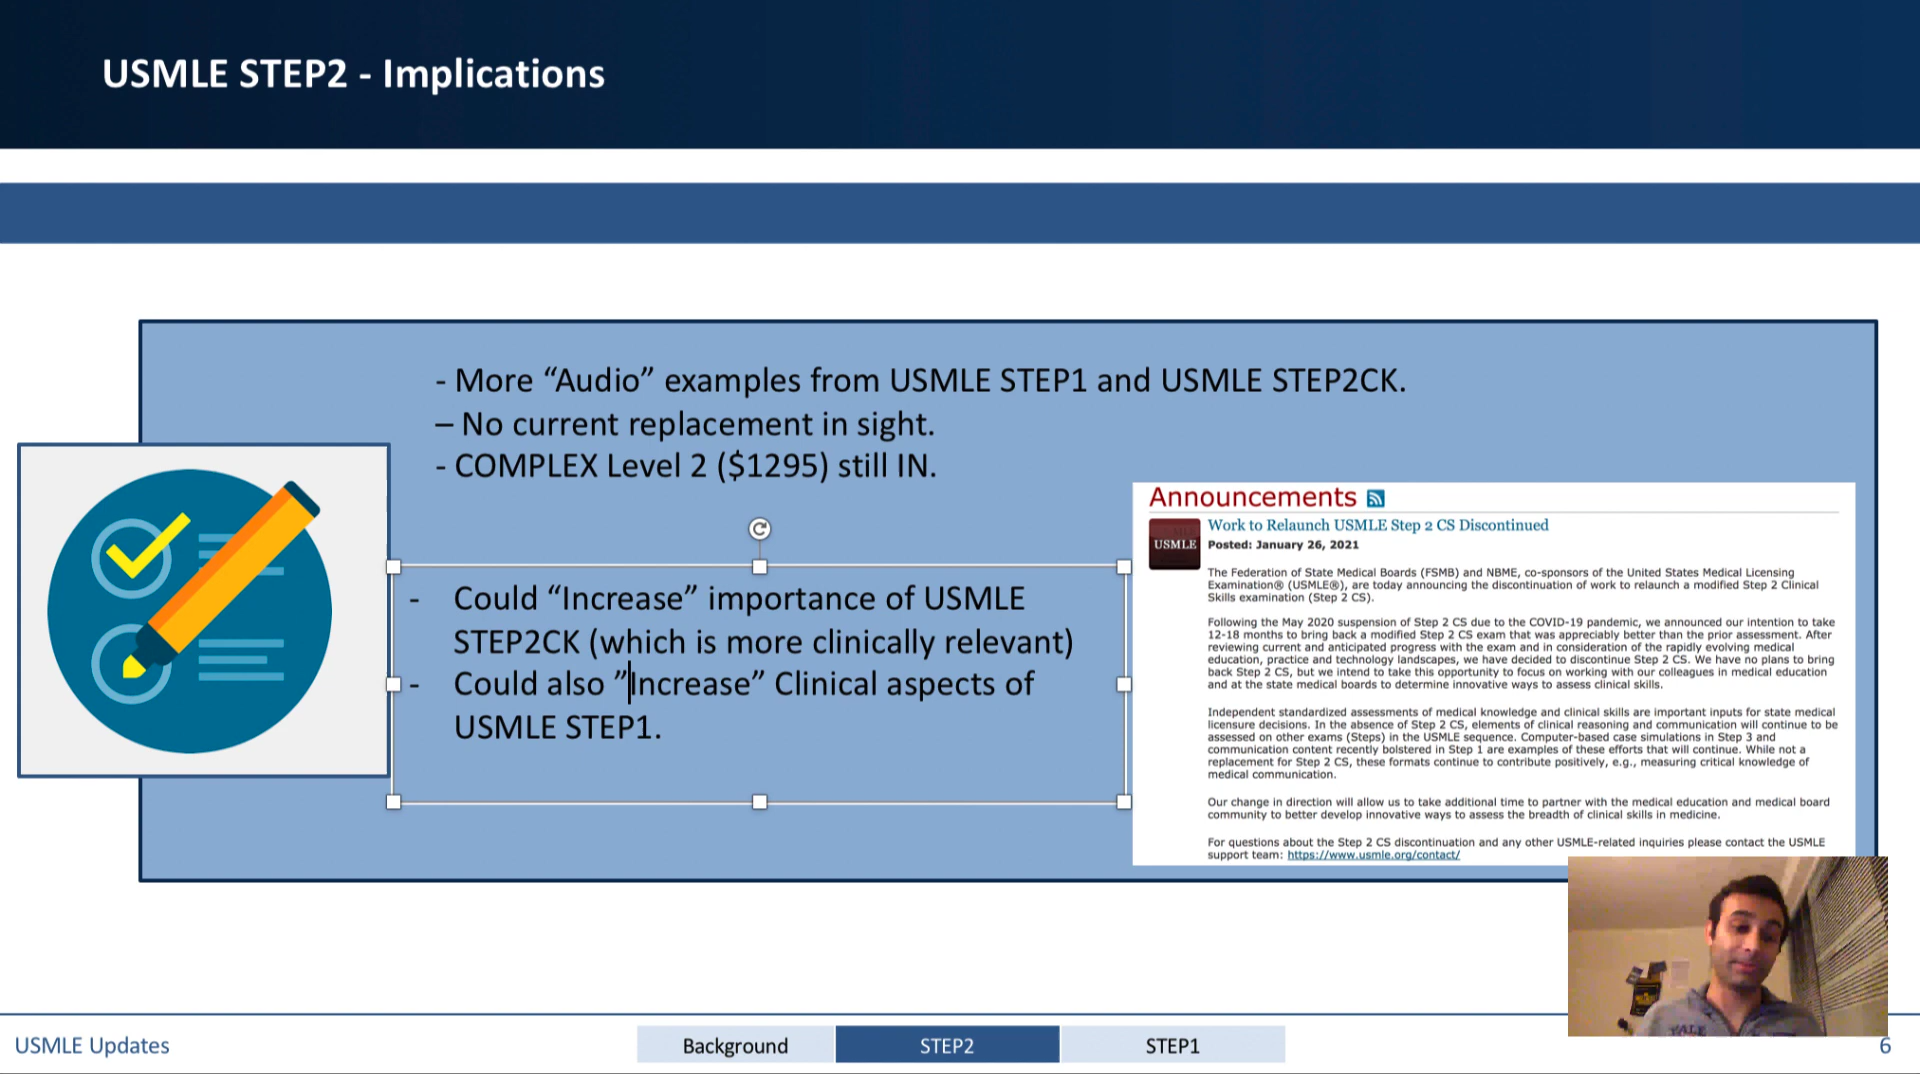 USMLE STEP2 - Implications
- More “Audio” examples from USMLE STEP1 and USMLE STEP2CK.
– No current replacement in sight.
- COMPLEX Level 2 ($1295) still IN.
- Could “Increase” importance of USMLE
STEP2CK (which is more clinically relevant)
- Could also ”Increase” Clinical aspects of
USMLE STEP1.
Announcements
USMLE
Work to Relaunch USMLE Step 2 CS Discontinued
Posted: January 26, 2021
The Federation of State Medical Boards (FSMB) and NBME, co-sponsors of the United States Medical Licensing
Examination® (USMLE®), are today announcing the discontinuation of work to relaunch a modified Step 2 Clinical
Skills examination (Step 2 CS).
Following the May 2020 suspension of Step 2 CS due to the COVID-19 pandemic, we announced our intention to take
12-18 months to bring back a modified Step 2 CS exam that was appreciably better than the prior assessment. After
reviewing current and anticipated progress with the exam and in consideration of the rapidly evolving medical
education, practice and technology landscapes, we have decided to discontinue Step 2 CS. We have no plans to bring
back Step 2 CS, but we intend to take this opportunity to focus on working with our colleagues in medical education
and at the state medical boards to determine innovative ways to assess clinical skills.
Independent standardized assessments of medical knowledge and clinical skills are important inputs for state medical
licensure decisions. In the absence of Step 2 CS, elements of clinical reasoning and communication will continue to be
assessed on other exams (Steps) in the USMLE sequence. Computer-based case simulations in Step 3 and
communication content recently bolstered in Step 1 are examples of these efforts that will continue. While not a
replacement for Step 2 CS, these formats continue to contribute positively, e.g., measuring critical knowledge of
medical communication.
Our change in direction will allow us to take additional time to partner with the medical education and medical board
community to better develop innovative ways to assess the breadth of clinical skills in medicine.
For questions about the Step 2 CS discontinuation and any other USMLE-related inquiries please contact the USMLE
support team: https://www.usmle.org/contact/
YALE
USMLE Updates
Background
STEP2
STEP1
6